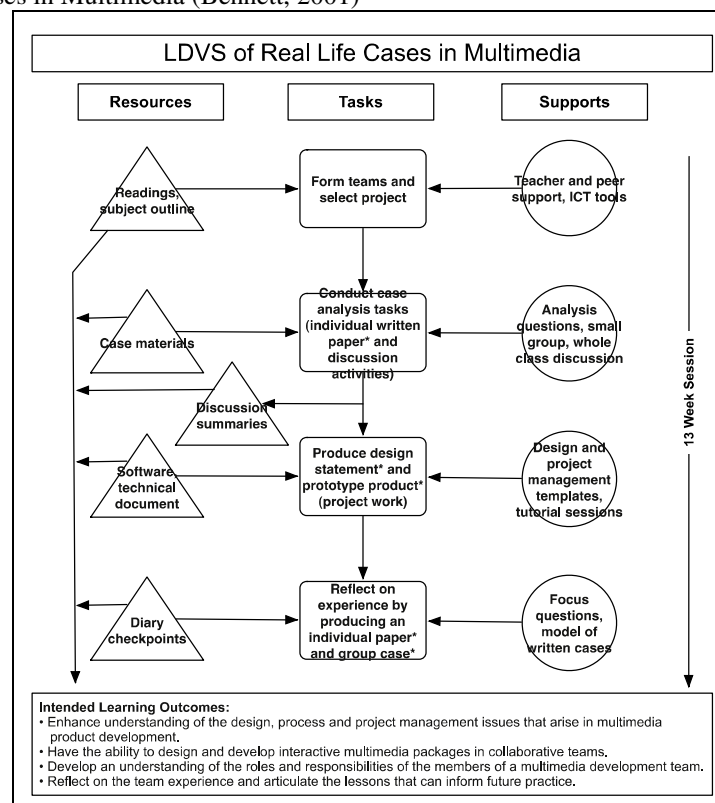 ses in Multimedia (Bennett, 2001)
LDVS of Real Life Cases in Multimedia
Resources
Tasks
Supports
Readings,
subject outline
Form teams and
select project
Teacher and peer
support, ICT tools
Case materials
Conduct case
analysis tasks
(individual written
paper* and
discussion
activities)
Analysis
questions, small
group, whole
class discussion
Discussion
summaries
Software,
technical
document
Produce design
statement* and
prototype product*
(project work)
Design and
project
management
templates,
tutorial sessions
Diary
checkpoints
Reflect on
experience by
producing an
individual paper*
and group case*
Focus
questions,
model of
written cases
13 Week Session
Intended Learning Outcomes:
• Enhance understanding of the design, process and project management issues that arise in multimedia
product development.
• Have the ability to design and develop interactive multimedia packages in collaborative teams.
• Develop an understanding of the roles and responsibilities of the members of a multimedia development team.
• Reflect on the team experience and articulate the lessons that can inform future practice.